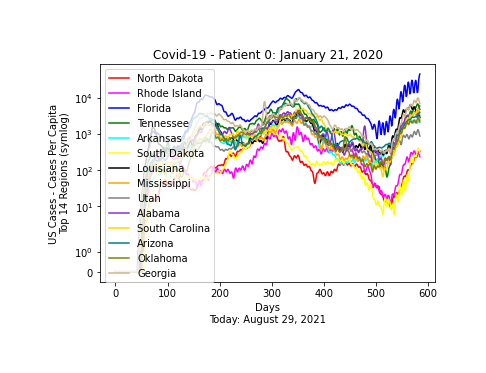 Covid-19 - Patient 0: January 21, 2020
US Cases - Cases Per Capita
Top 14 Regions (symlog)
10⁴
10³
10²
10¹
10⁰
0
North Dakota
Rhode Island
Florida
Tennessee
Arkansas
South Dakota
Louisiana
Mississippi
Utah
Alabama
South Carolina
Arizona
Oklahoma
Georgia
0 100 200 300 400 500 600
Days
Today: August 29, 2021